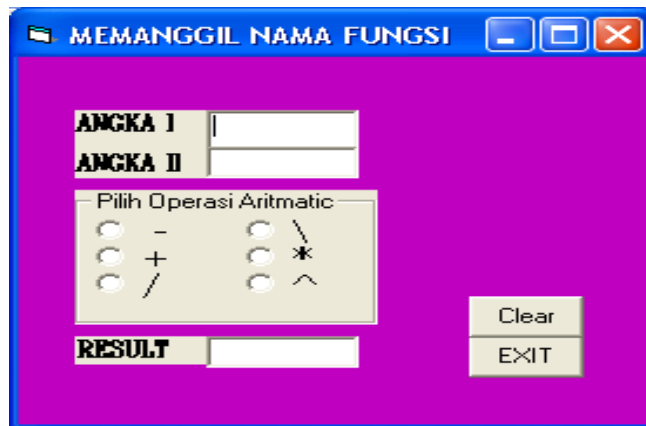 MEMANGGIL NAMA FUNGSI
ANGKA I
ANGKA II
Pilih Operasi Aritmatic
- \
+ *
/ ^
Clear
RESULT
EXIT